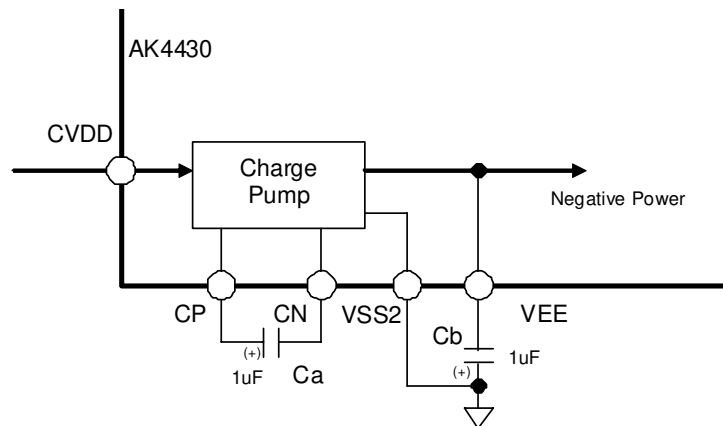 AK4430
CVDD
Charge
Pump
Negative Power
CP
CN
VSS2
VEE
Cb
(+)
1uF
Ca
(+)
1uF